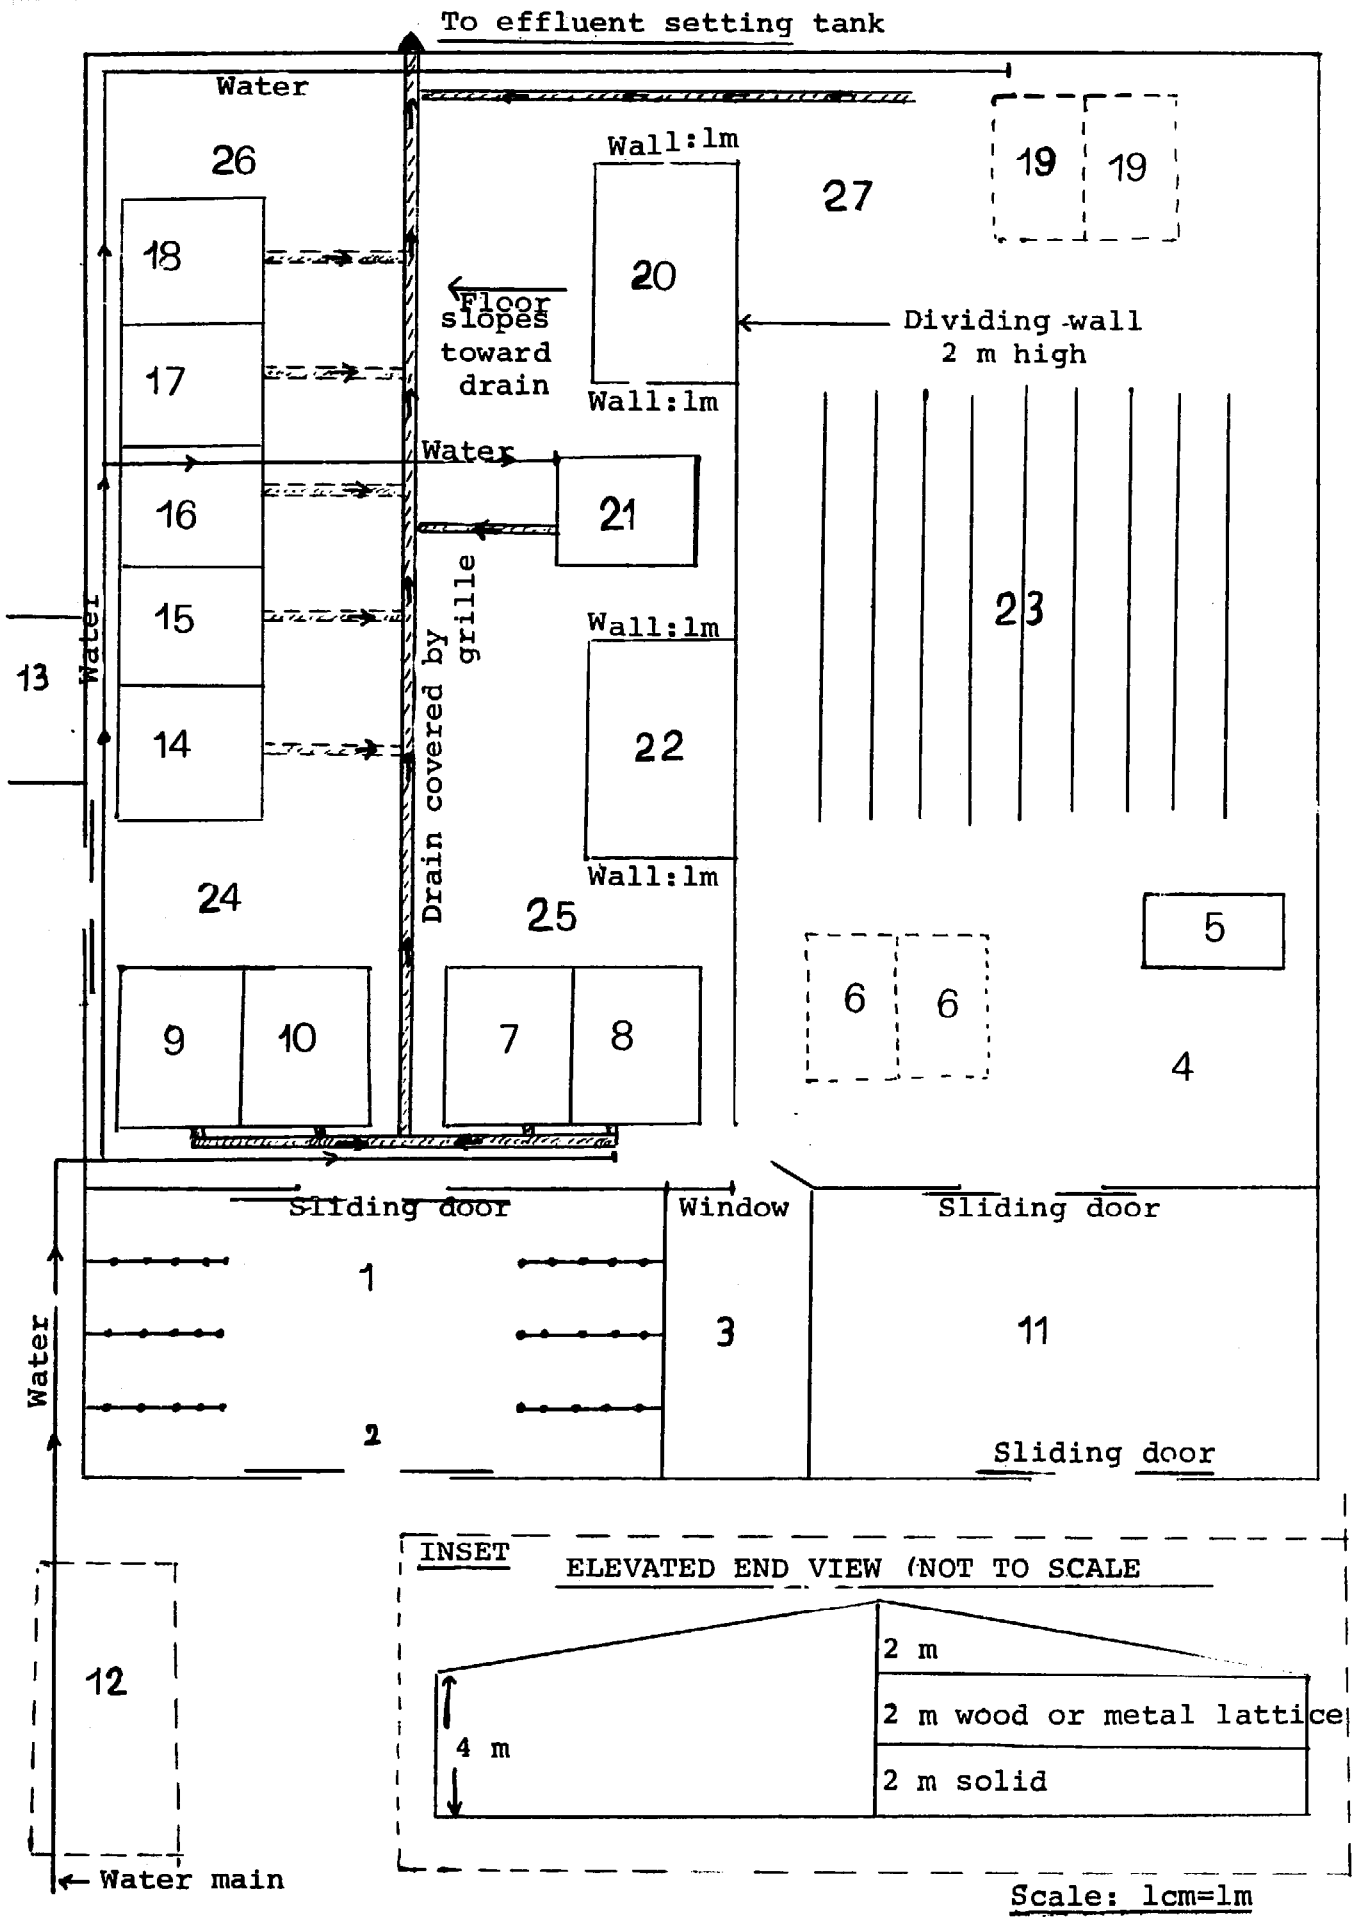 To effluent setting tank
Water
26
Wall:1m
19
19
27
18
20
Floor
slopes
toward
drain
Dividing wall
2 m high
17
Wall:1m
Water
16
21
23
15
Wall:1m
Water
13
Drain covered by
grille
14
22
Wall:1m
24
25
5
6
6
9
10
7
8
4
Sliding door
Window
Sliding door
1
3
11
Water
2
Sliding door
INSET
ELEVATED END VIEW (NOT TO SCALE
2 m
12
2 m wood or metal lattice
4 m
2 m solid
Water main
Scale: 1cm=1m